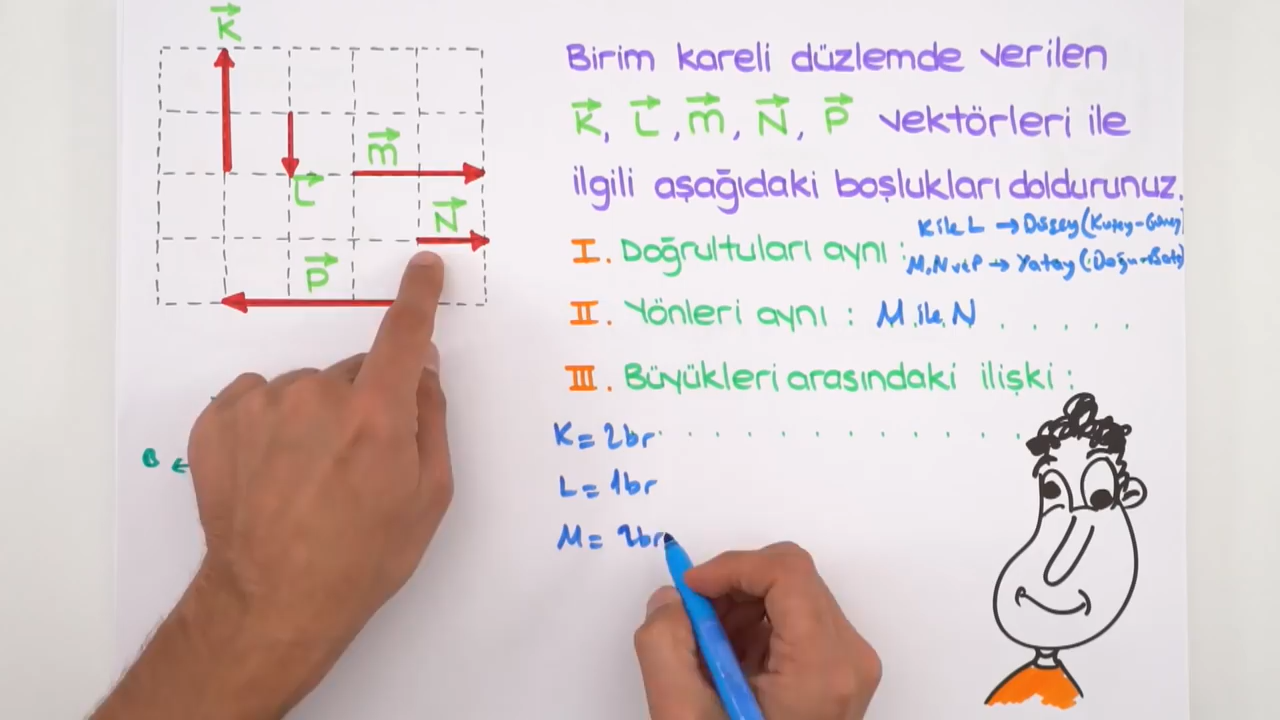 K
Birim kareli düzlemde verilen
K, L, M, N, P vektörleri ile
M
ilgili aşağıdaki boşlukları doldurunuz.
L
N
K ile L → Düşey (Kuzey-Güney)
I. Doğrultuları aynı :
M, N ve P → Yatay (Doğu-Batı)
P
II. Yönleri aynı : M ile N
III. Büyükleri arasındaki ilişki :
K = 2br
B ←
L = 1br
M = 2br